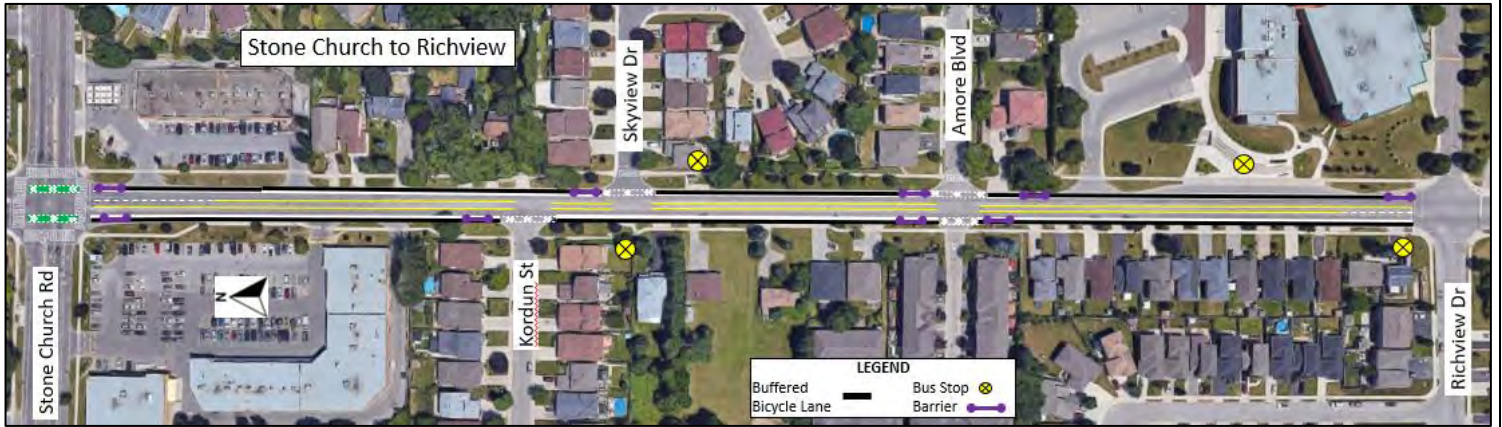 Stone Church to Richview
Skyview Dr
Amore Blvd
Stone Church Rd
N
Kordun St
Richview Dr
LEGEND
Buffered
Bicycle Lane
Bus Stop
Barrier